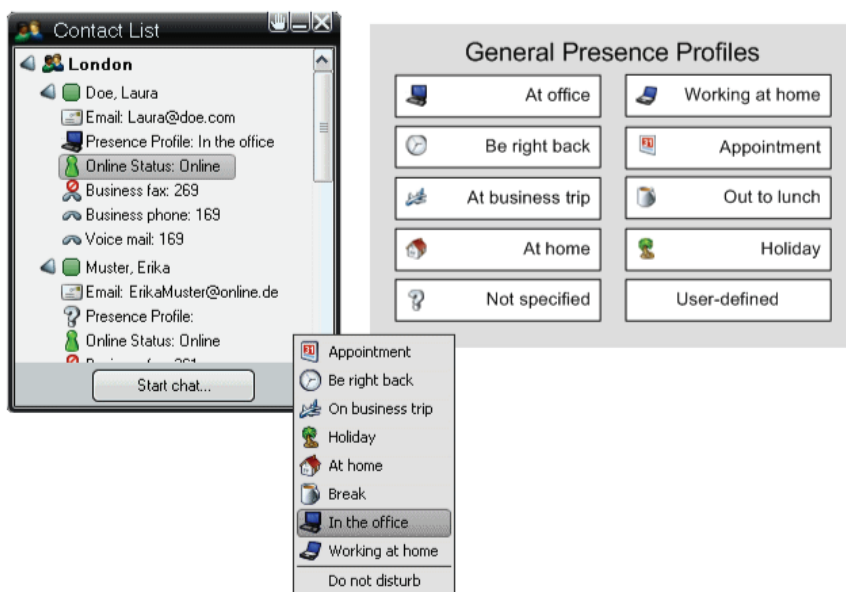 Contact List
London
Doe, Laura
Email: Laura@doe.com
Presence Profile: In the office
Online Status: Online
Business fax: 269
Business phone: 169
Voice mail: 169
Muster, Erika
Email: ErikaMuster@online.de
Presence Profile:
Online Status: Online
Start chat...
General Presence Profiles
At office
Working at home
Be right back
Appointment
At business trip
Out to lunch
At home
Holiday
Not specified
User-defined
Appointment
Be right back
On business trip
Holiday
At home
Break
In the office
Working at home
Do not disturb